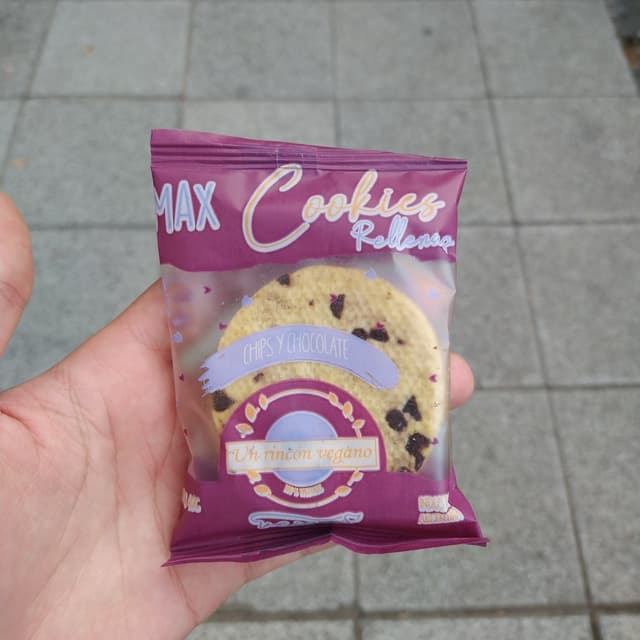 MAX
Cookies
Rellenas
CHIPS Y CHOCOLATE
Un rincón vegano